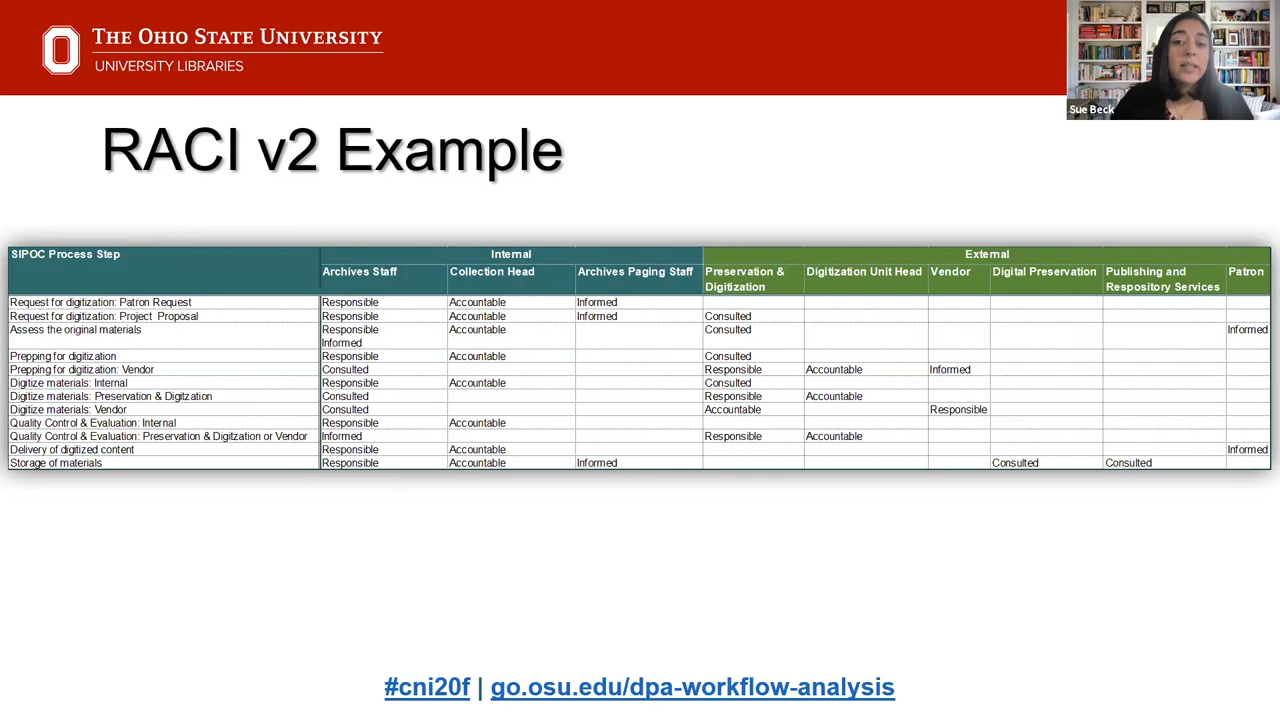 THE OHIO STATE UNIVERSITY
UNIVERSITY LIBRARIES
Sue Beck
RACI v2 Example
SIPOC Process Step Internal External
Archives Staff Collection Head Archives Paging Staff Preservation & Digitization Digitization Unit Head Vendor Digital Preservation Publishing and Respository Services Patron
Request for digitization: Patron Request Responsible Accountable Informed
Request for digitization: Project Proposal Responsible Accountable Informed Consulted
Assess the original materials Responsible Informed Accountable Consulted Informed
Prepping for digitization Responsible Accountable Consulted
Prepping for digitization: Vendor Consulted Responsible Accountable Informed
Digitize materials: Internal Responsible Accountable Consulted
Digitize materials: Preservation & Digitzation Consulted Responsible Accountable
Digitize materials: Vendor Consulted Accountable Responsible
Quality Control & Evaluation: Internal Responsible Accountable
Quality Control & Evaluation: Preservation & Digitzation or Vendor Informed Responsible Accountable
Delivery of digitized content Responsible Accountable Informed
Storage of materials Responsible Accountable Informed Consulted Consulted
#cni20f | go.osu.edu/dpa-workflow-analysis